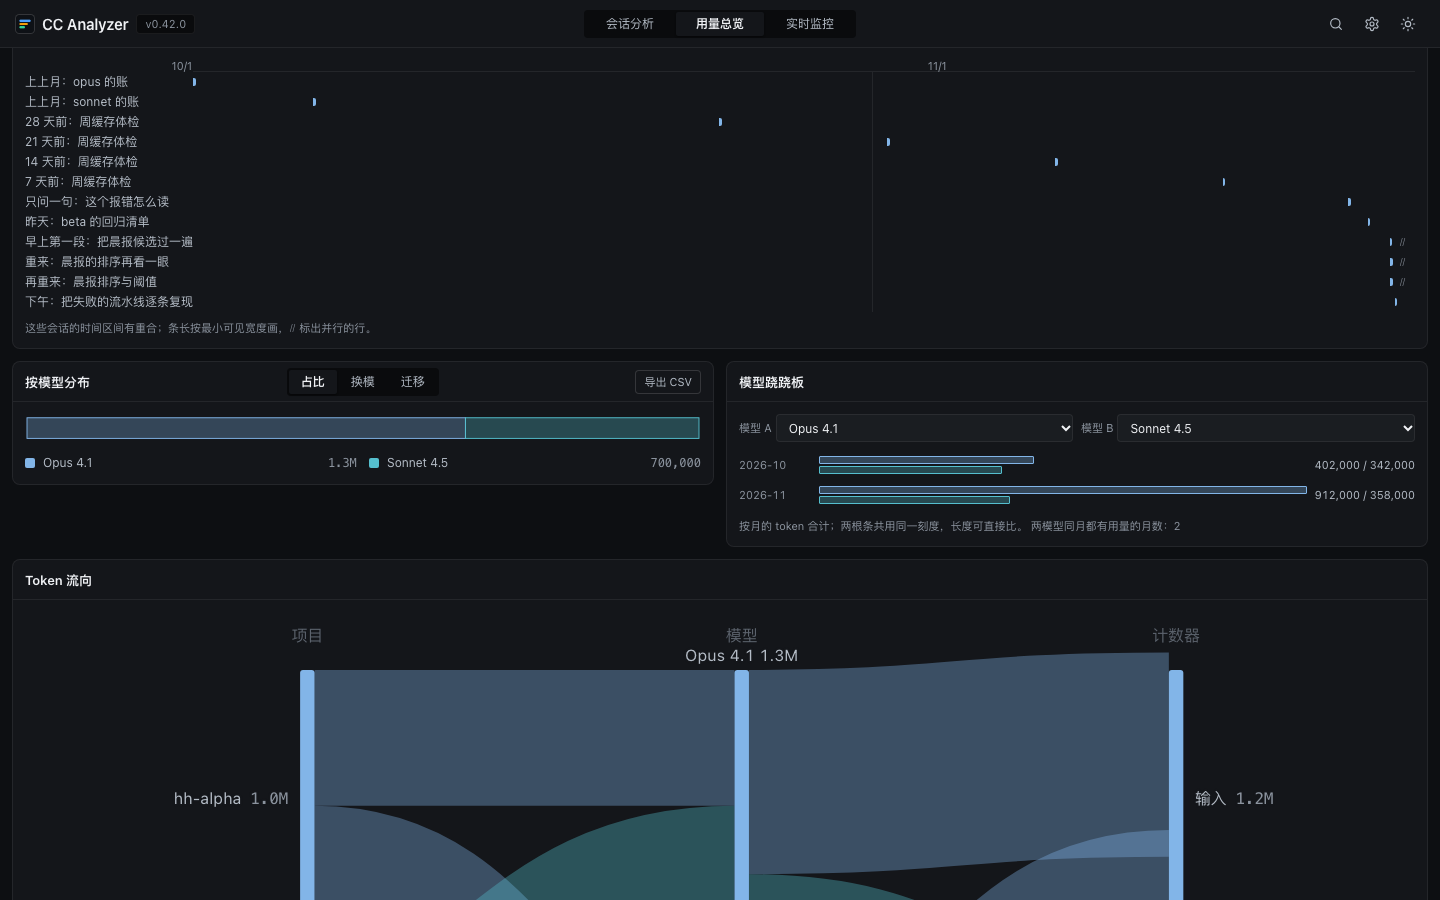 CC Analyzer v0.42.0 会话分析 用量总览 实时监控
10/1 11/1
上上月：opus 的账
上上月：sonnet 的账
28 天前：周缓存体检
21 天前：周缓存体检
14 天前：周缓存体检
7 天前：周缓存体检
只问一句：这个报错怎么读
昨天：beta 的回归清单
早上第一段：把晨报候选过一遍 //
重来：晨报的排序再看一眼 //
再重来：晨报排序与阈值 //
下午：把失败的流水线逐条复现
这些会话的时间区间有重合；条长按最小可见宽度画，// 标出并行的行。
按模型分布 占比 换模 迁移 导出 CSV
Opus 4.1 1.3M Sonnet 4.5 700,000
模型跷跷板
模型 A Opus 4.1 模型 B Sonnet 4.5
2026-10 402,000 / 342,000
2026-11 912,000 / 358,000
按月的 token 合计；两根条共用同一刻度，长度可直接比。 两模型同月都有用量的月数：2
Token 流向
项目 模型 计数器
Opus 4.1 1.3M
hh-alpha 1.0M 输入 1.2M